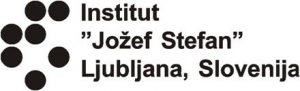 Institut
”Jožef Stefan”
Ljubljana, Slovenija